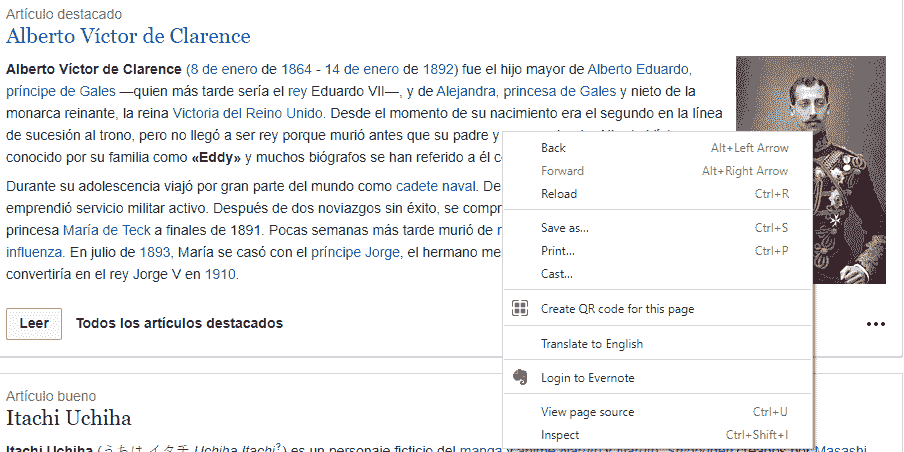 Artículo destacado
Alberto Víctor de Clarence
Alberto Víctor de Clarence (8 de enero de 1864 - 14 de enero de 1892) fue el hijo mayor de Alberto Eduardo,
príncipe de Gales —quien más tarde sería el rey Eduardo VII—, y de Alejandra, princesa de Gales y nieto de la
monarca reinante, la reina Victoria del Reino Unido. Desde el momento de su nacimiento era el segundo en la línea
de sucesión al trono, pero no llegó a ser rey porque murió antes que su padre y
conocido por su familia como «Eddy» y muchos biógrafos se han referido a él
Durante su adolescencia viajó por gran parte del mundo como cadete naval.
emprendió servicio militar activo. Después de dos noviazgos sin éxito, se
princesa María de Teck a finales de 1891. Pocas semanas más tarde murió de
influenza. En julio de 1893, María se casó con el príncipe Jorge, el hermano
convertiría en el rey Jorge V en 1910.
Leer
Todos los artículos destacados
Back Alt+Left Arrow
Forward Alt+Right Arrow
Reload Ctrl+R
Save as... Ctrl+S
Print... Ctrl+P
Cast...
Create QR code for this page
Translate to English
Login to Evernote
View page source Ctrl+U
Inspect Ctrl+Shift+I
Artículo bueno
Itachi Uchiha
Itachi Uchiha (うちは イタチ Uchiha Itachi?) es un personaje ficticio del manga y anime Naruto y Naruto: Shippūden creados por Masashi